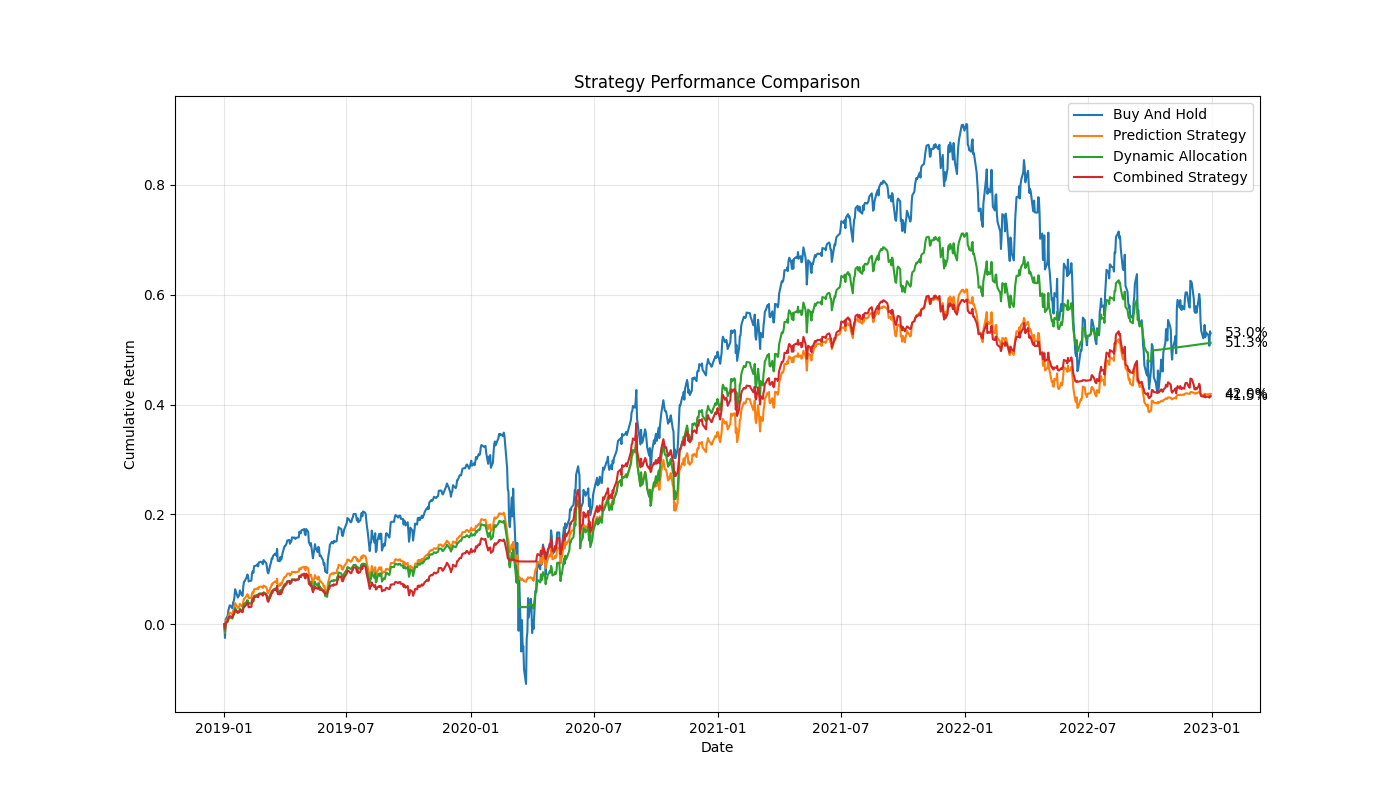 Strategy Performance Comparison
Buy And Hold
Prediction Strategy
Dynamic Allocation
Combined Strategy
Cumulative Return
0.8
0.6
0.4
0.2
0.0
53.0%
51.3%
41.5%
2019-01
2019-07
2020-01
2020-07
2021-01
2021-07
2022-01
2022-07
2023-01
Date